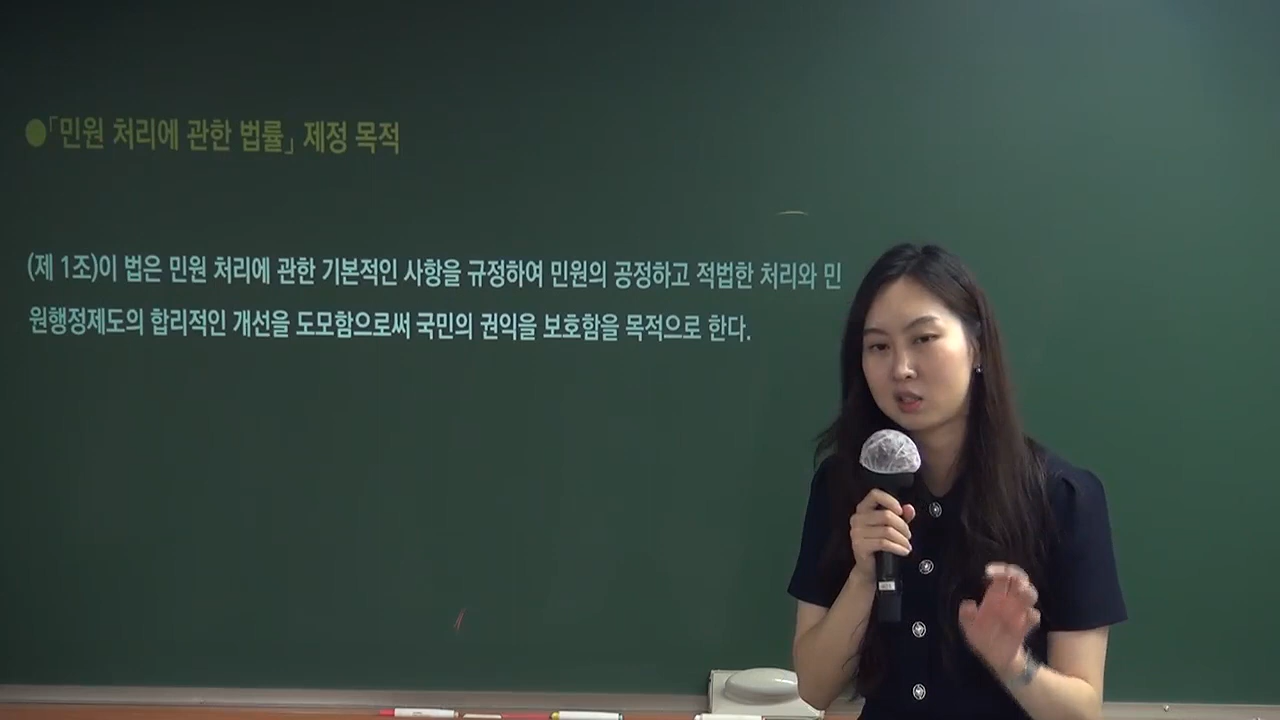 ●「민원 처리에 관한 법률」 제정 목적
(제 1조)이 법은 민원 처리에 관한 기본적인 사항을 규정하여 민원의 공정하고 적법한 처리와 민
원행정제도의 합리적인 개선을 도모함으로써 국민의 권익을 보호함을 목적으로 한다.